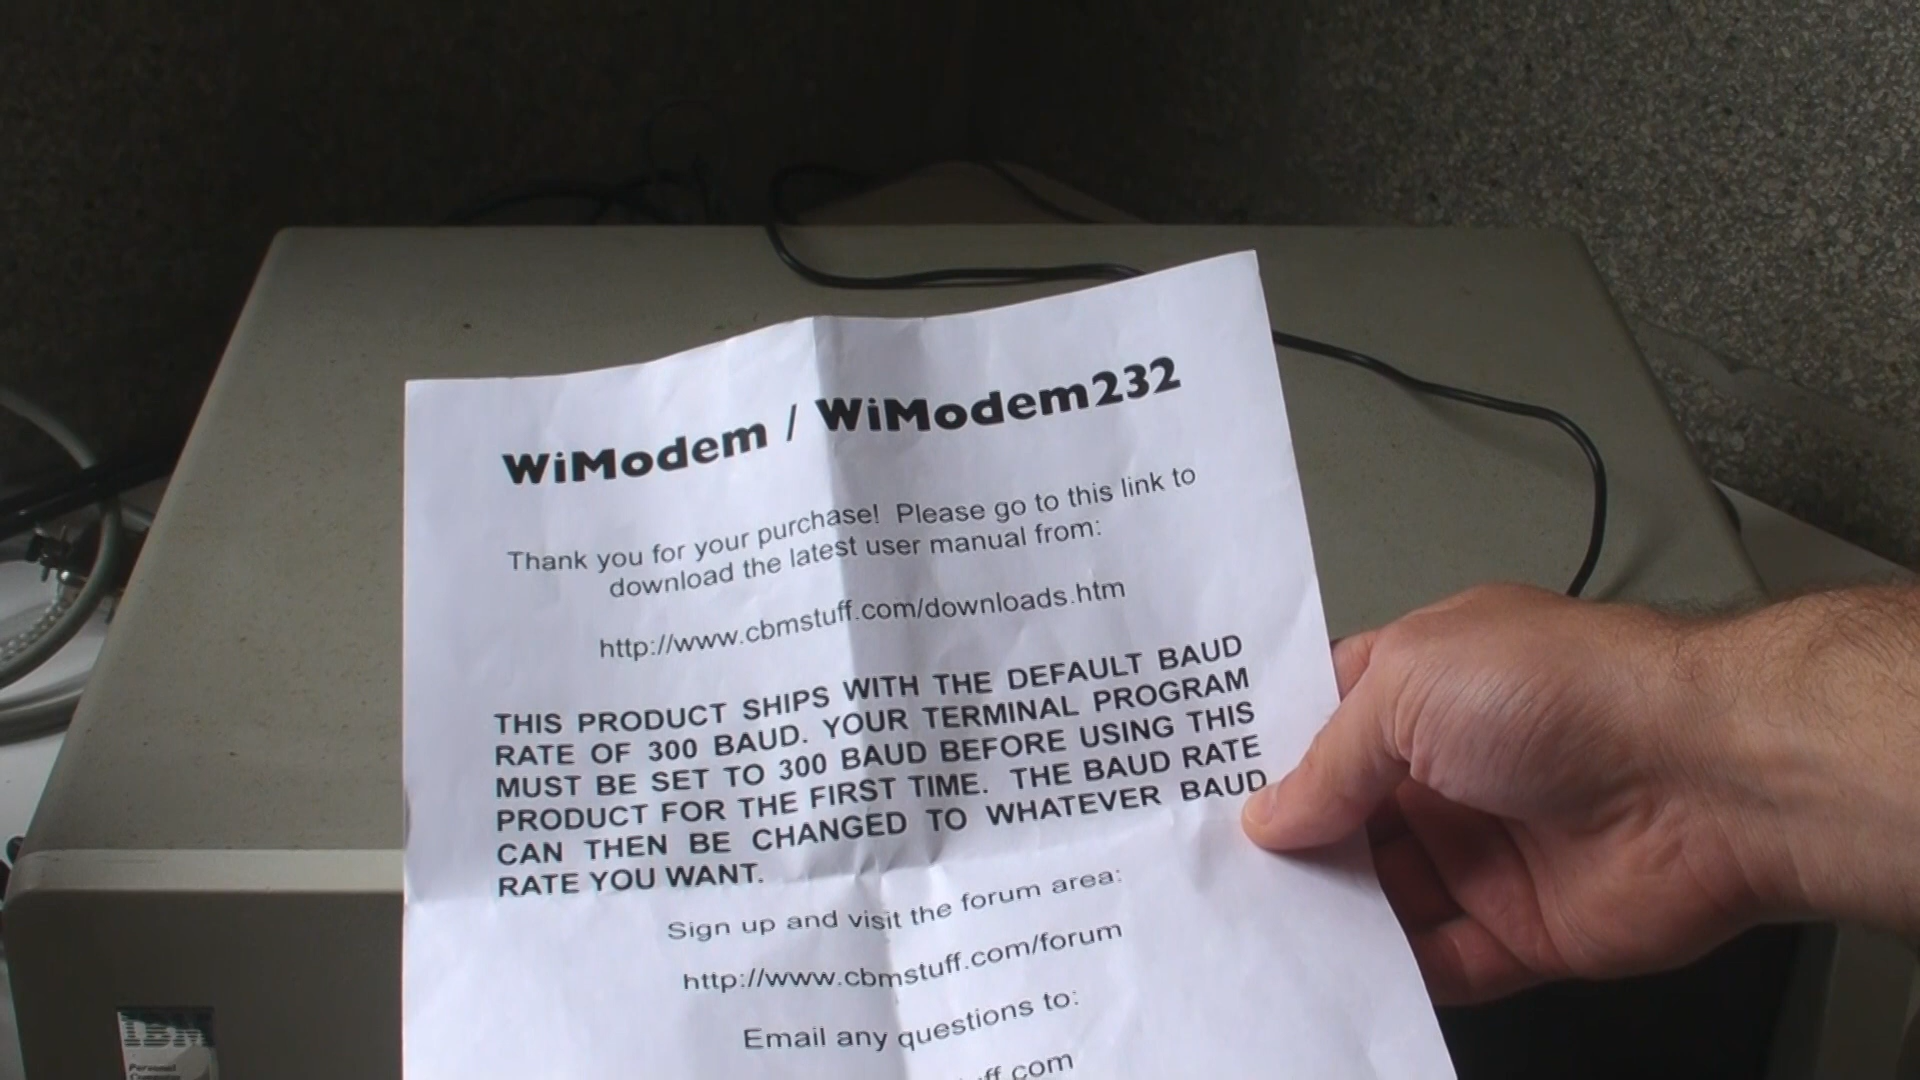 WiModem / WiModem232
Thank you for your purchase! Please go to this link to
download the latest user manual from:
http://www.cbmstuff.com/downloads.htm
THIS PRODUCT SHIPS WITH THE DEFAULT BAUD
RATE OF 300 BAUD. YOUR TERMINAL PROGRAM
MUST BE SET TO 300 BAUD BEFORE USING THIS
PRODUCT FOR THE FIRST TIME. THE BAUD RATE
CAN THEN BE CHANGED TO WHATEVER BAUD
RATE YOU WANT.
Sign up and visit the forum area:
http://www.cbmstuff.com/forum
Email any questions to:
ff.com
IBM
Personal
Computer